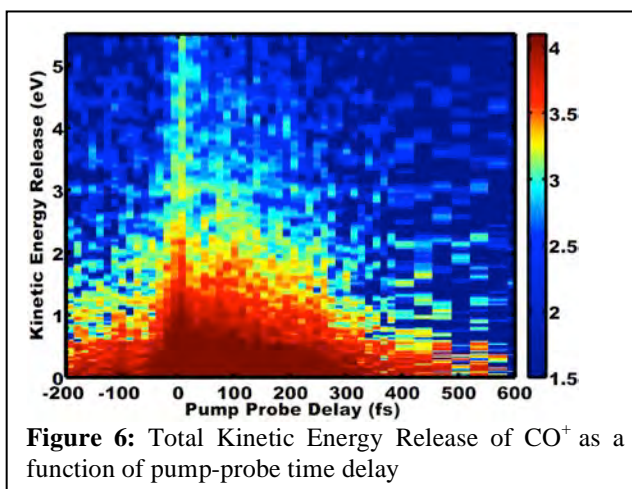 5
4
3
2
1
0
Kinetic Energy Release (eV)
-200 -100 0 100 200 300 400 500 600
Pump Probe Delay (fs)
4
3.5
3
2.5
2
1.5
Figure 6: Total Kinetic Energy Release of CO⁺ as a
function of pump-probe time delay